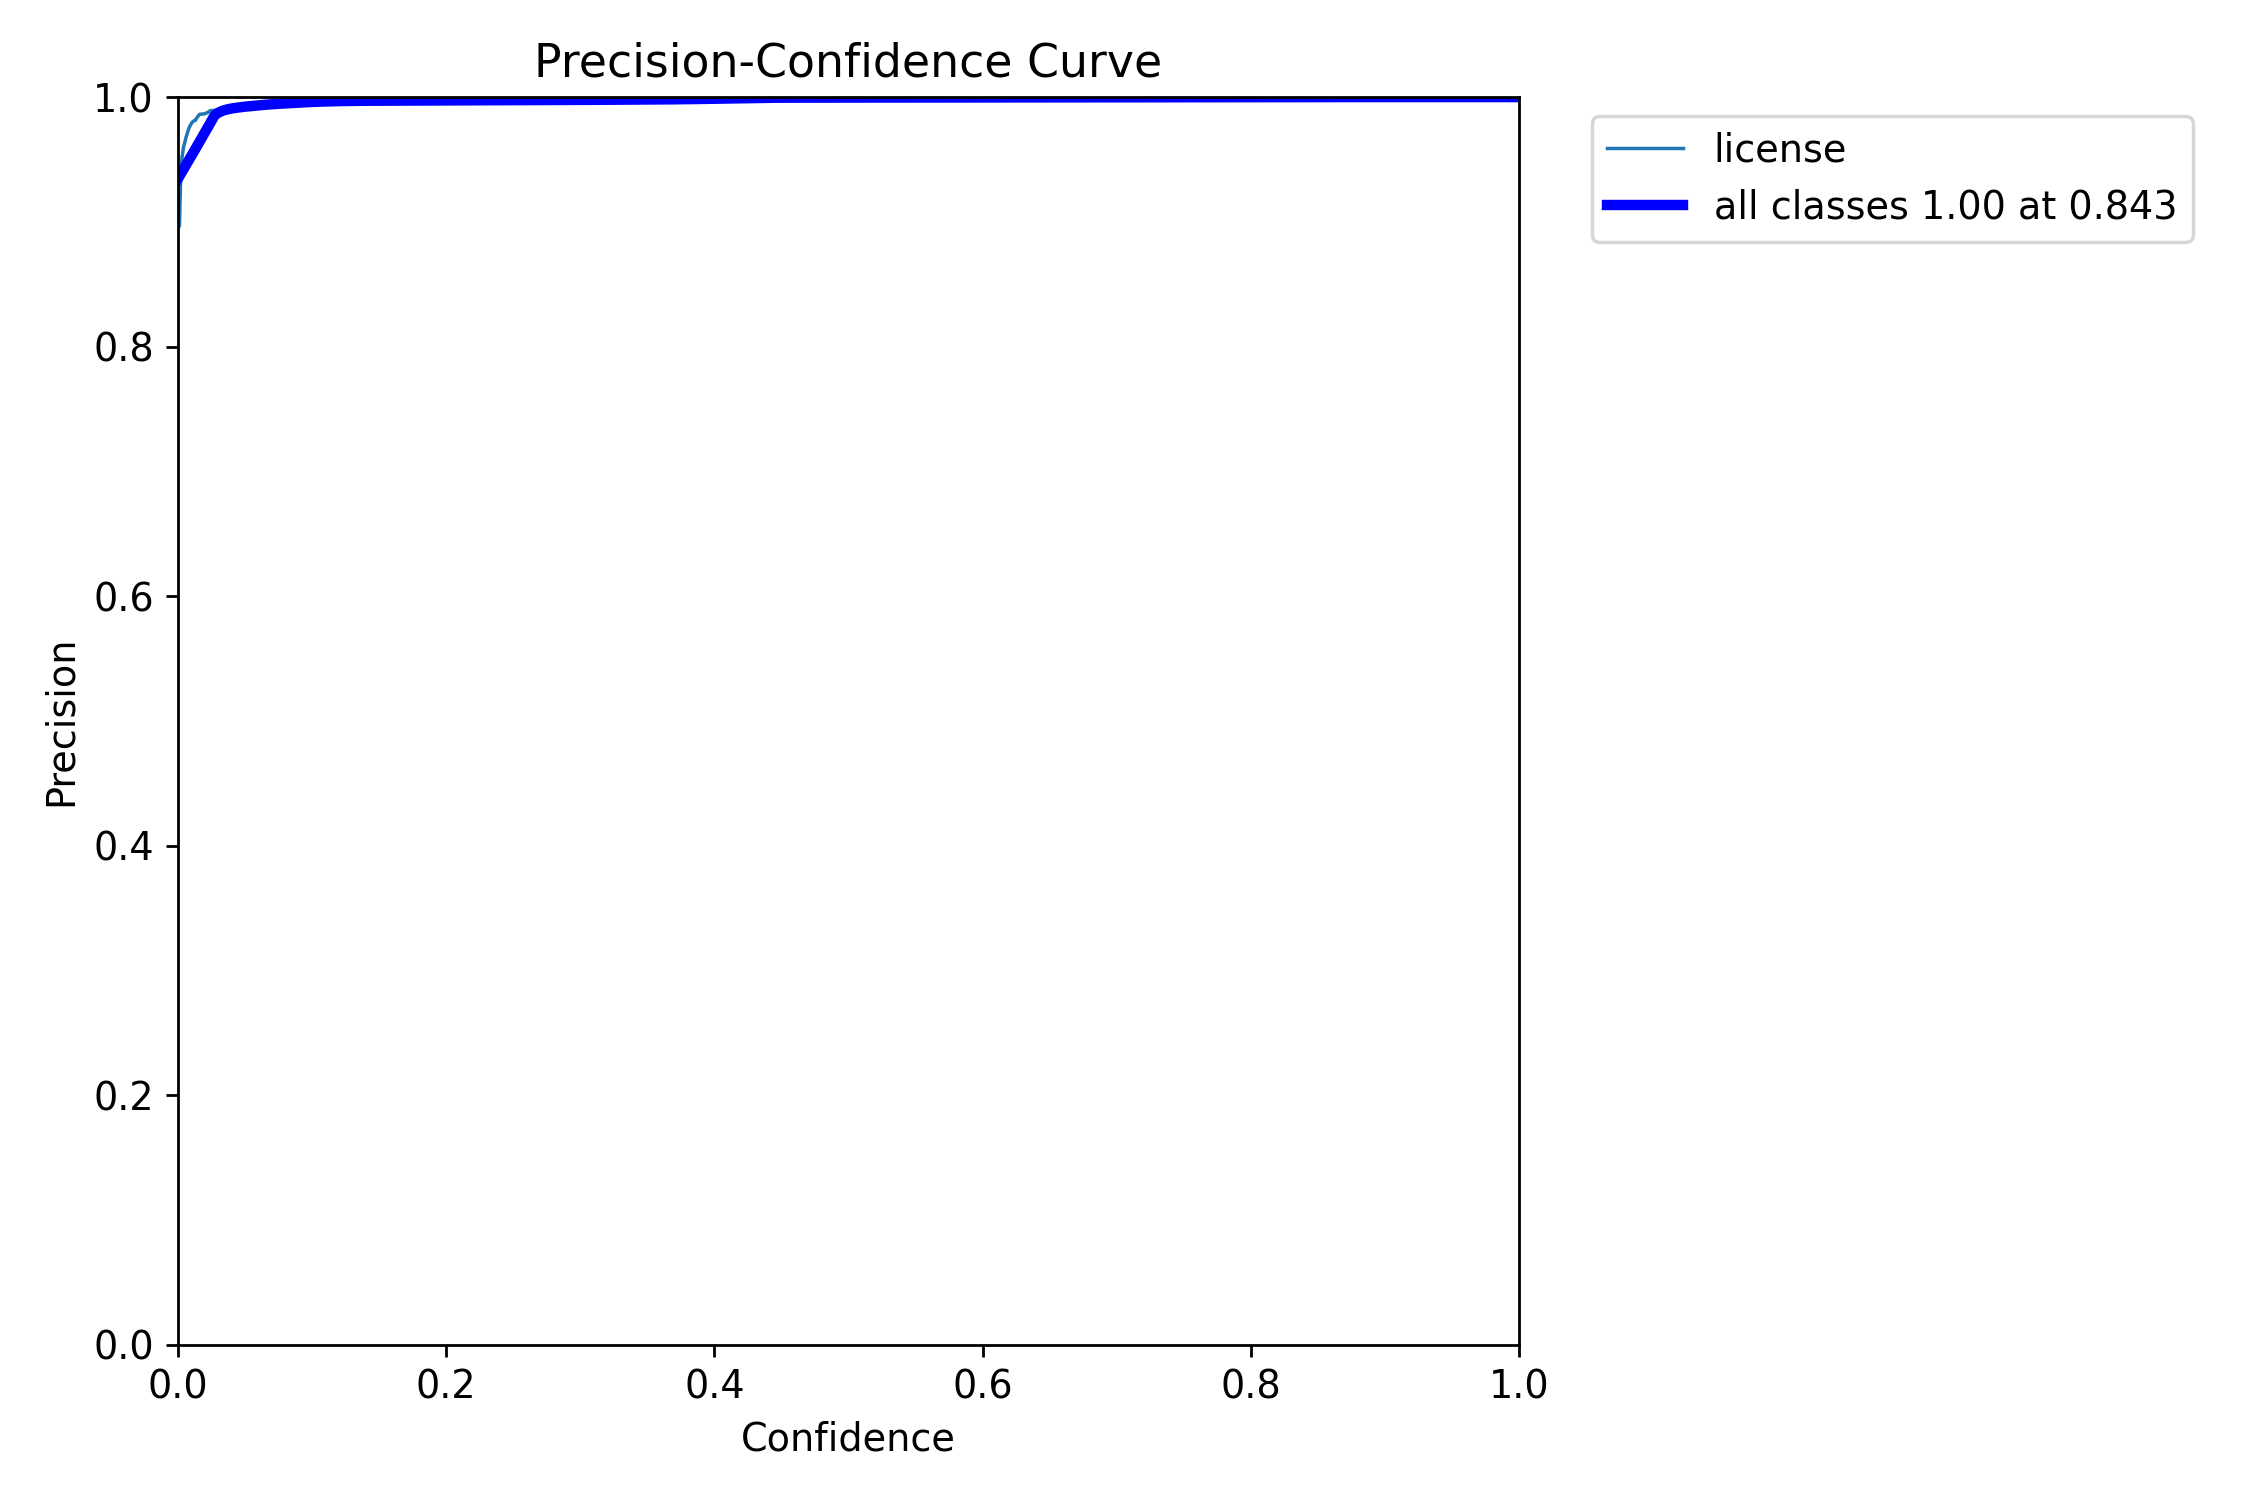 Precision-Confidence Curve
1.0
0.8
0.6
0.4
0.2
0.0
Precision
0.0 0.2 0.4 0.6 0.8 1.0
Confidence
license
all classes 1.00 at 0.843